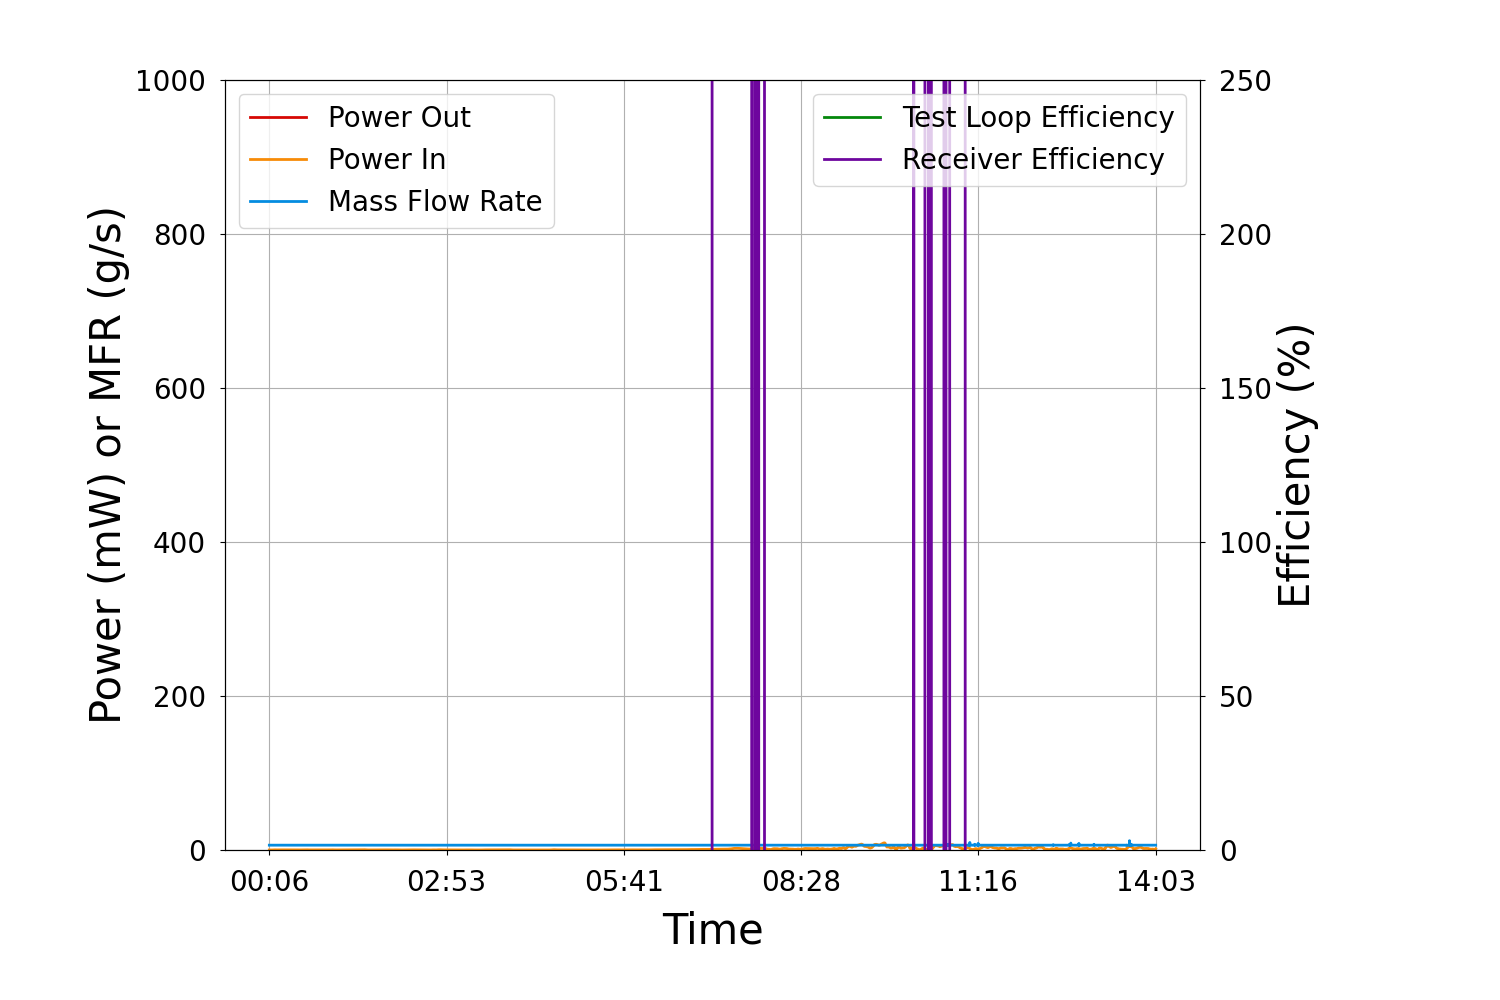 1000
800
600
400
200
0
Power (mW) or MFR (g/s)
Power Out
Power In
Mass Flow Rate
Test Loop Efficiency
Receiver Efficiency
250
200
150
100
50
0
Efficiency (%)
00:06 02:53 05:41 08:28 11:16 14:03
Time